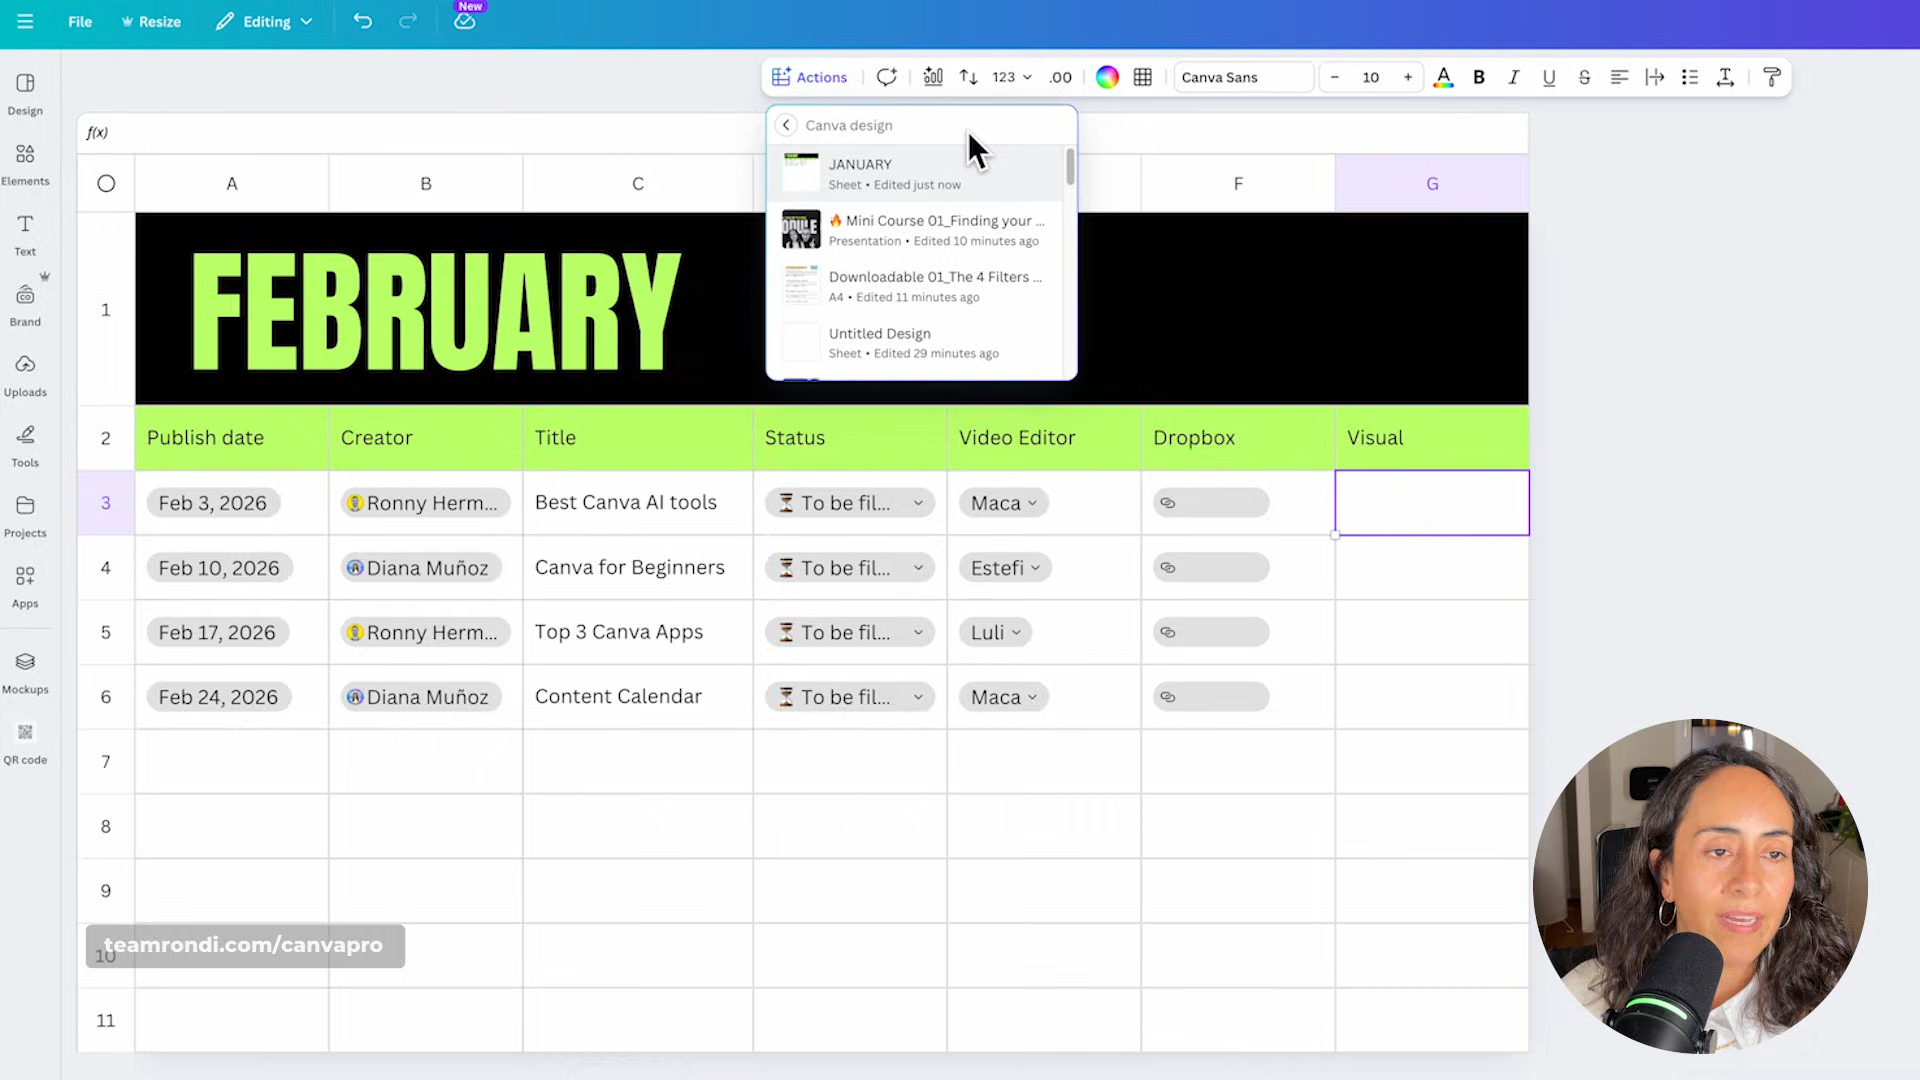 New
File
Resize
Editing
Actions
123
.00
Canva Sans
−
10
+
A
B
I
U
S
T
Design
Elements
Text
Brand
Uploads
Tools
Projects
Apps
Mockups
QR code
f(x)
Canva design
JANUARY
Sheet • Edited just now
🔥 Mini Course 01_Finding your ...
Presentation • Edited 10 minutes ago
Downloadable 01_The 4 Filters ...
A4 • Edited 11 minutes ago
Untitled Design
Sheet • Edited 29 minutes ago
A B C F G
1 FEBRUARY
2 Publish date Creator Title Status Video Editor Dropbox Visual
3 Feb 3, 2026 Ronny Herm... Best Canva AI tools ⏳ To be fil... Maca
4 Feb 10, 2026 Diana Muñoz Canva for Beginners ⏳ To be fil... Estefi
5 Feb 17, 2026 Ronny Herm... Top 3 Canva Apps ⏳ To be fil... Luli
6 Feb 24, 2026 Diana Muñoz Content Calendar ⏳ To be fil... Maca
7
8
9
10
teamrondi.com/canvapro
11